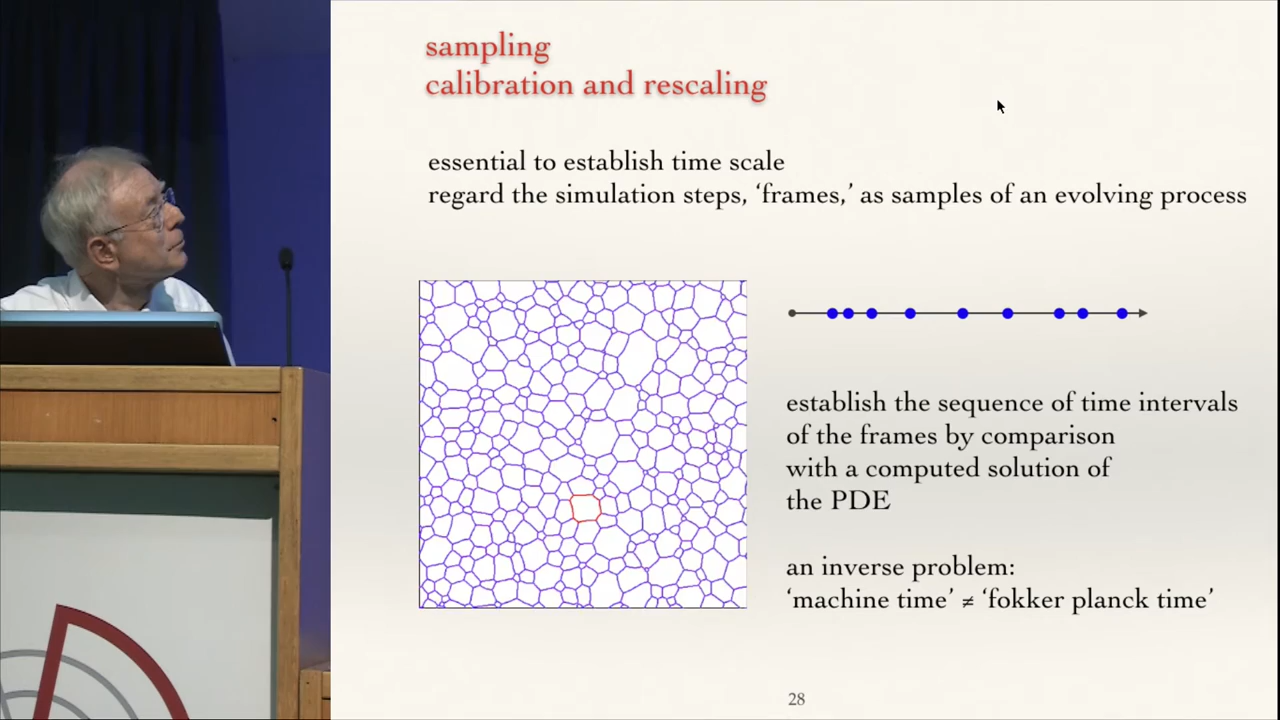 sampling
calibration and rescaling
essential to establish time scale
regard the simulation steps, ‘frames,’ as samples of an evolving process
establish the sequence of time intervals
of the frames by comparison
with a computed solution of
the PDE
an inverse problem:
‘machine time’ ≠ ‘fokker planck time’
28